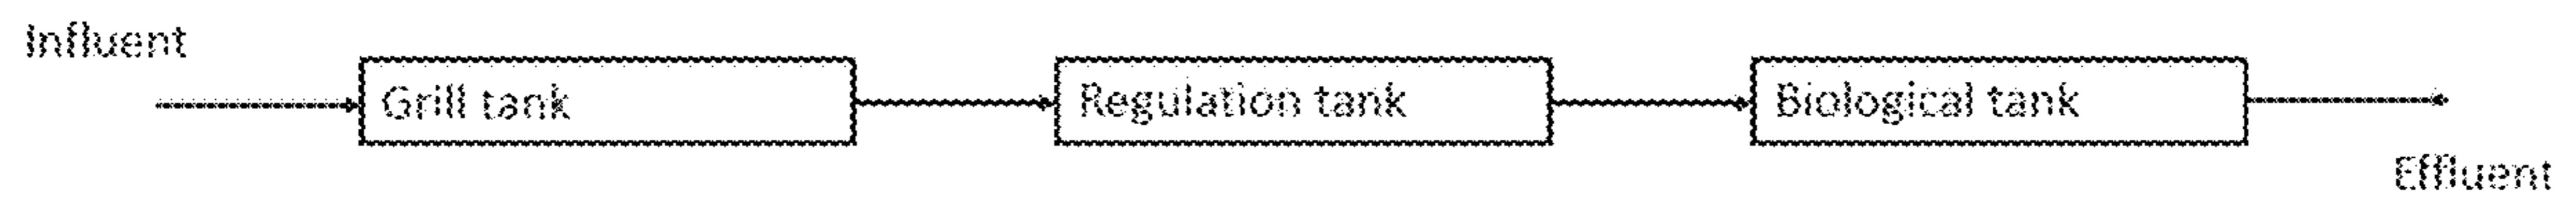 Influent
Grill tank
Regulation tank
Biological tank
Effluent